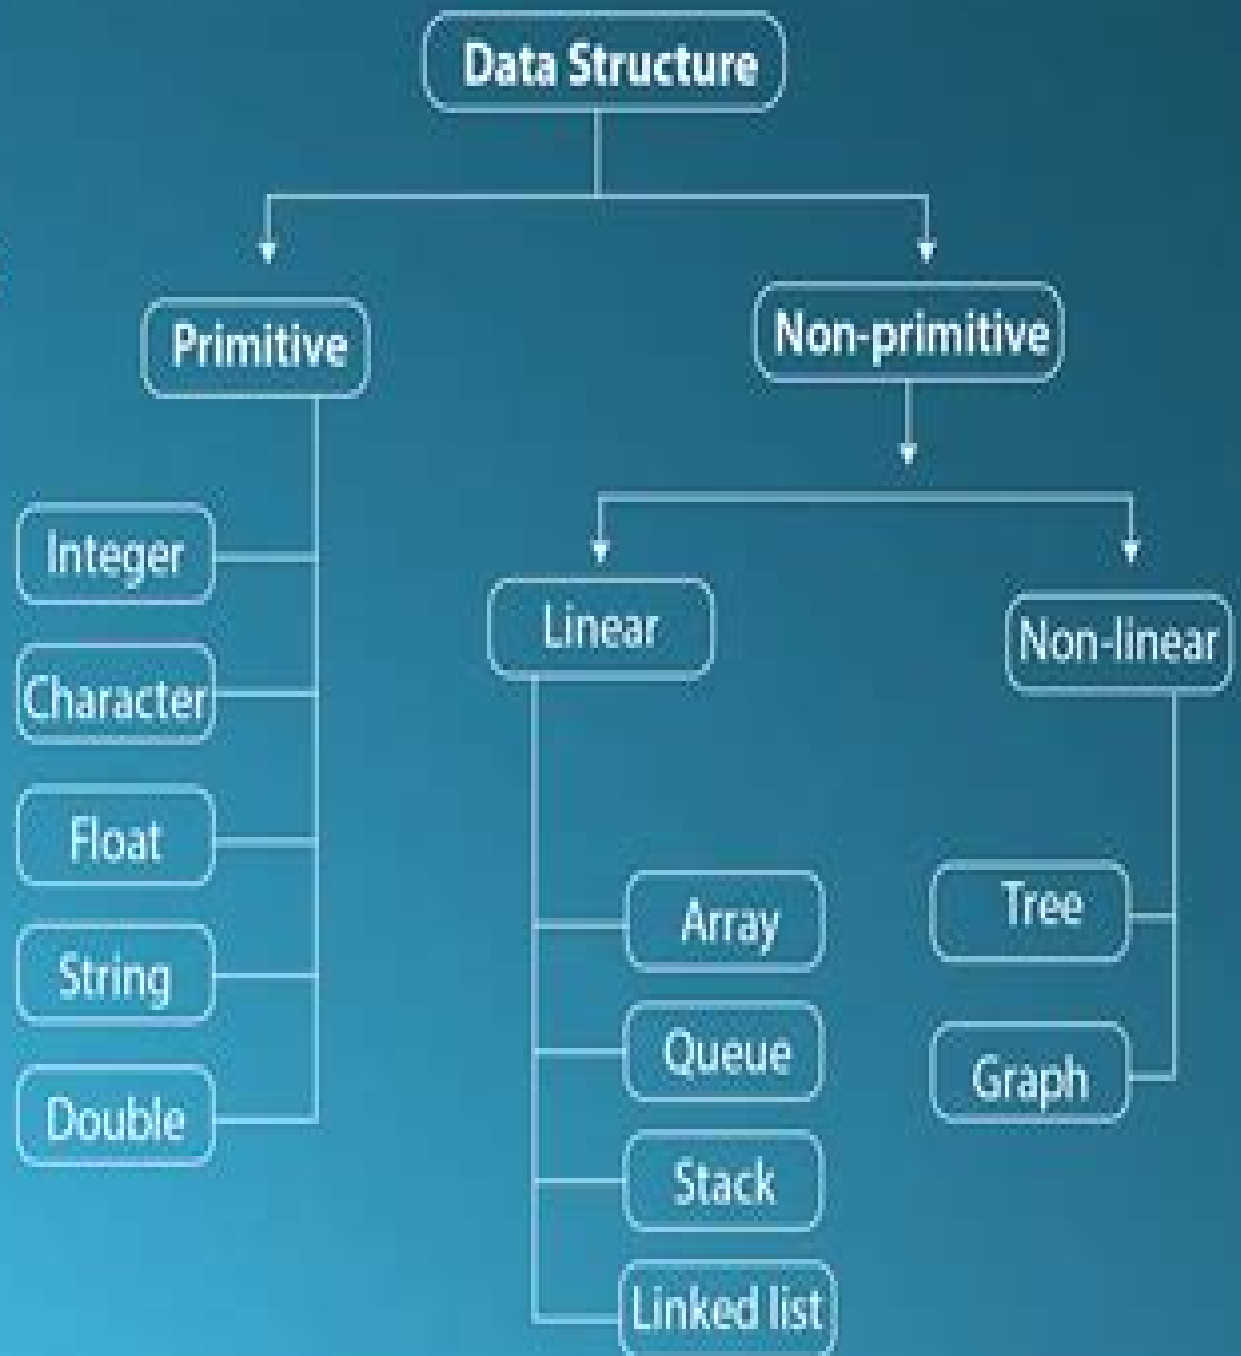 Data Structure
Primitive
Non-primitive
Integer
Character
Float
String
Double
Linear
Non-linear
Array
Queue
Stack
Linked list
Tree
Graph